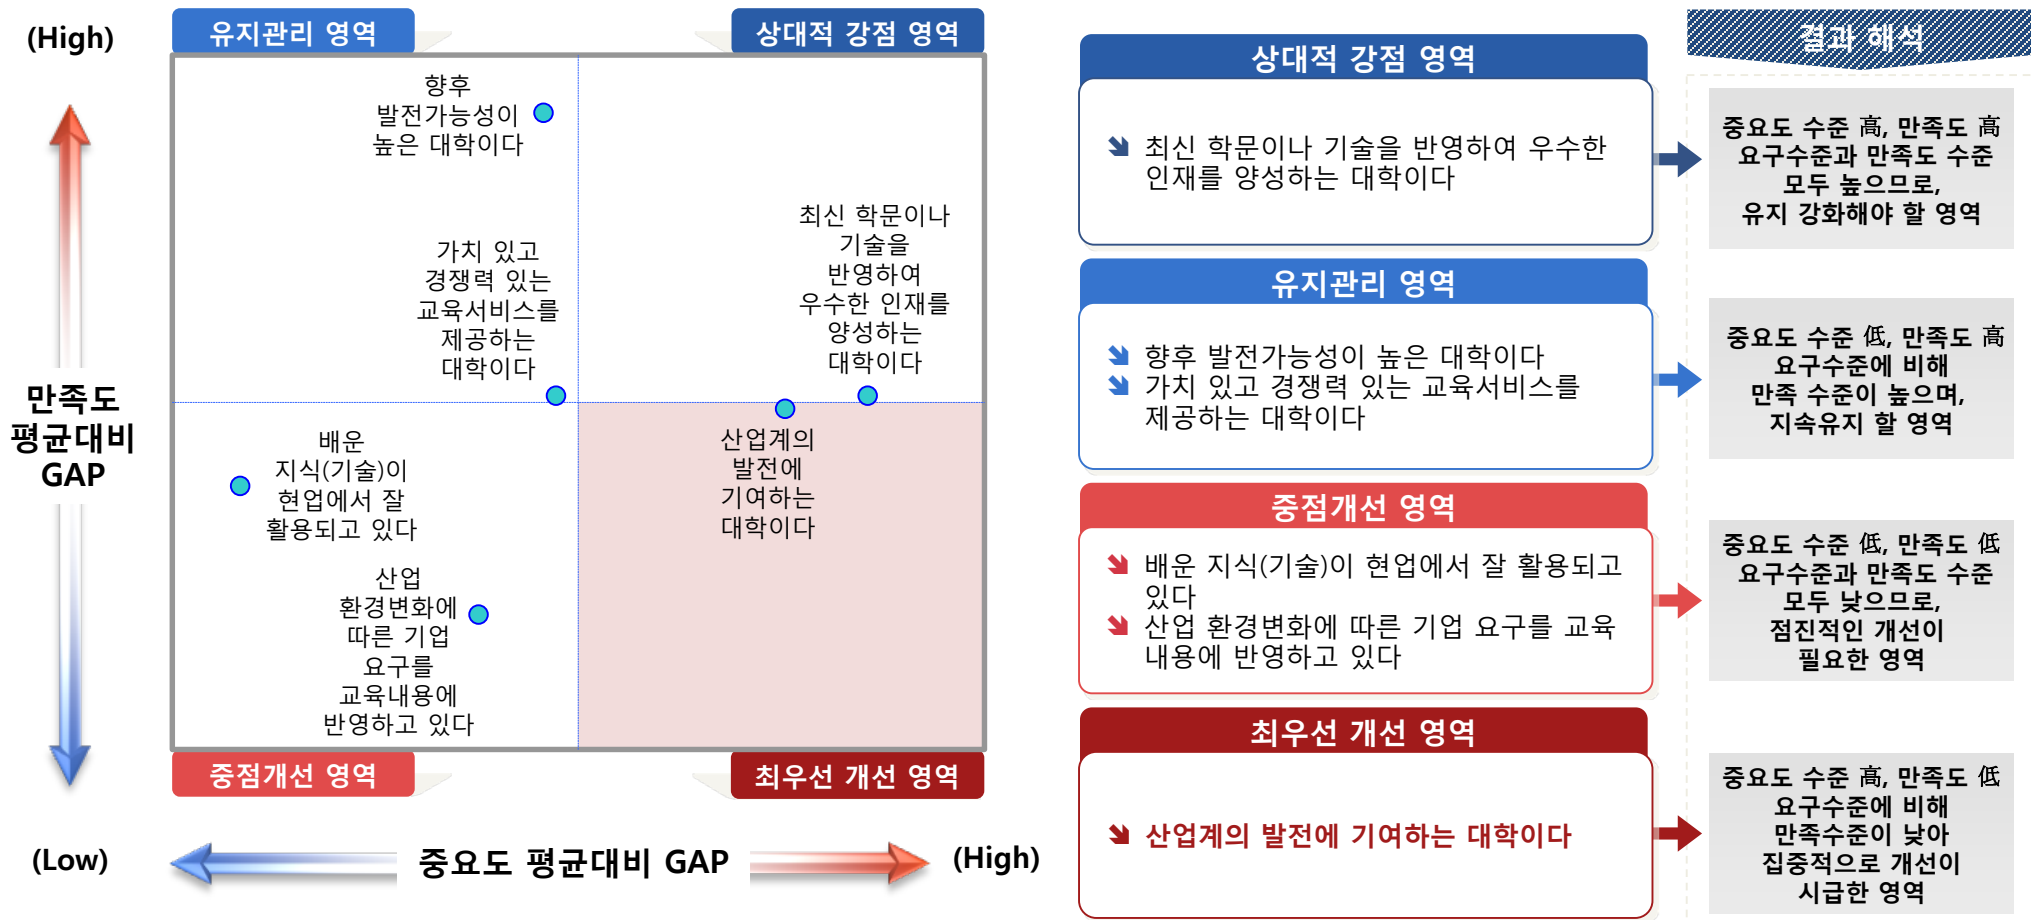 (High)
유지관리 영역
상대적 강점 영역
향후
발전가능성이
높은 대학이다
가치 있고
경쟁력 있는
교육서비스를
제공하는
대학이다
최신 학문이나
기술을
반영하여
우수한 인재를
양성하는
대학이다
만족도
평균대비
GAP
배운
지식(기술)이
현업에서 잘
활용되고 있다
산업
환경변화에
따른 기업
요구를
교육내용에
반영하고 있다
산업계의
발전에
기여하는
대학이다
중점개선 영역
최우선 개선 영역
(Low)
중요도 평균대비 GAP
(High)
결과 해석
상대적 강점 영역
최신 학문이나 기술을 반영하여 우수한
인재를 양성하는 대학이다
중요도 수준 高, 만족도 高
요구수준과 만족도 수준
모두 높으므로,
유지 강화해야 할 영역
유지관리 영역
향후 발전가능성이 높은 대학이다
가치 있고 경쟁력 있는 교육서비스를
제공하는 대학이다
중요도 수준 低, 만족도 高
요구수준에 비해
만족 수준이 높으며,
지속유지 할 영역
중점개선 영역
배운 지식(기술)이 현업에서 잘 활용되고
있다
산업 환경변화에 따른 기업 요구를 교육
내용에 반영하고 있다
중요도 수준 低, 만족도 低
요구수준과 만족도 수준
모두 낮으므로,
점진적인 개선이
필요한 영역
최우선 개선 영역
산업계의 발전에 기여하는 대학이다
중요도 수준 高, 만족도 低
요구수준에 비해
만족수준이 낮아
집중적으로 개선이
시급한 영역